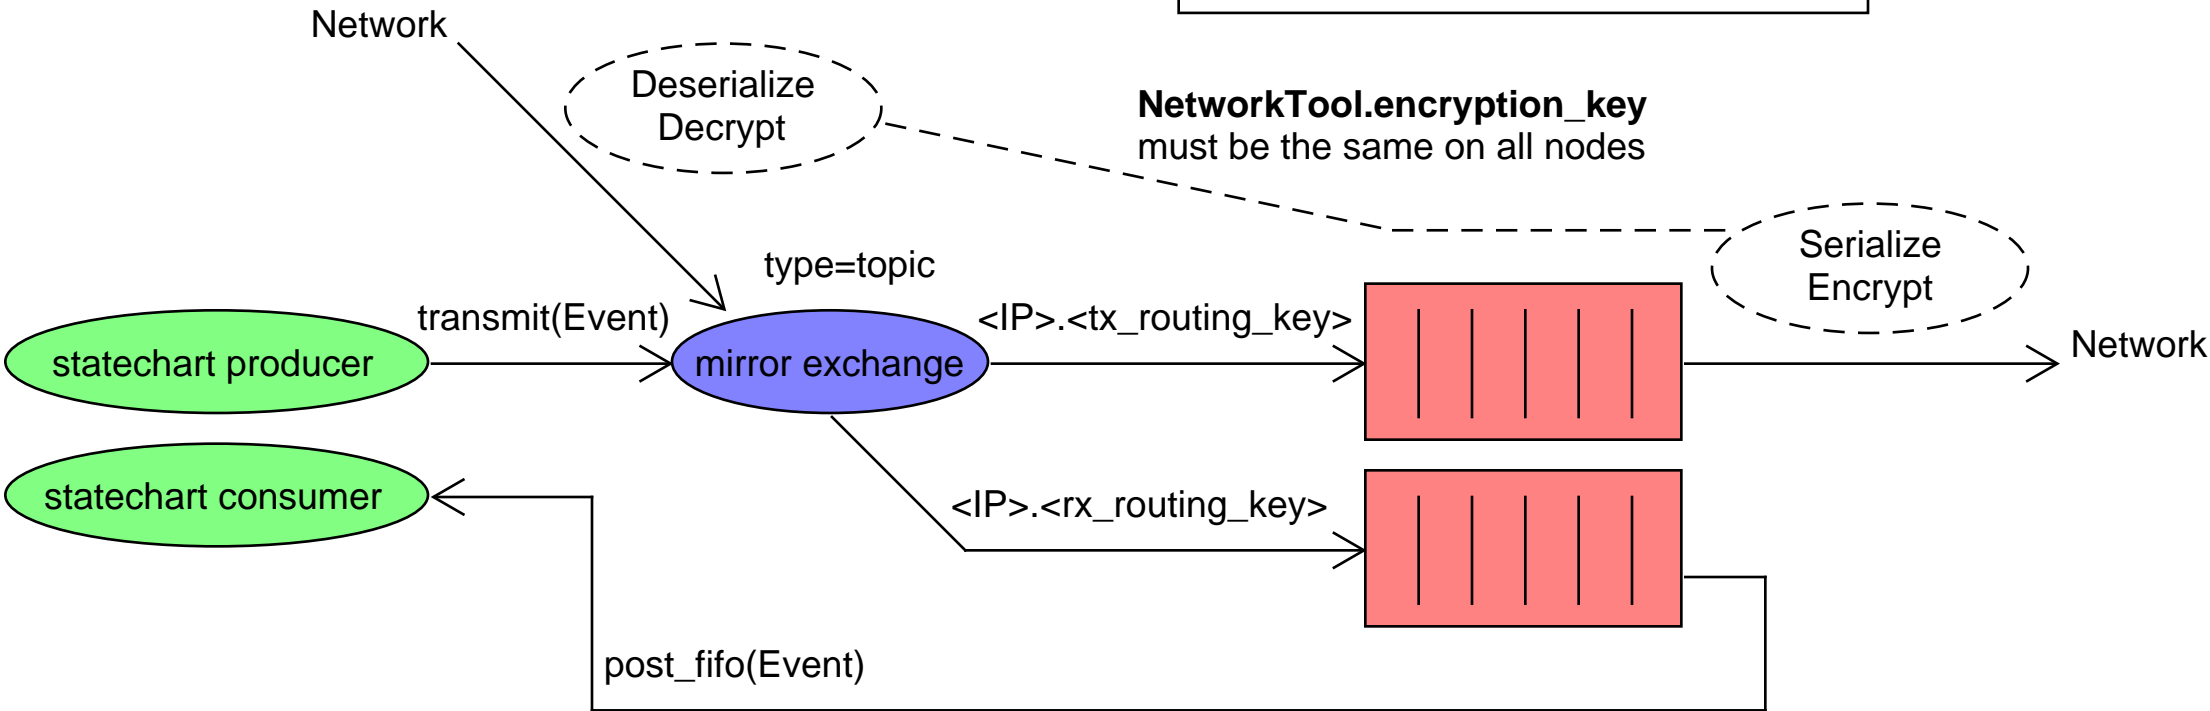 Network
Deserialize
Decrypt
NetworkTool.encryption_key
must be the same on all nodes
Serialize
Encrypt
type=topic
transmit(Event)
<IP>.<tx_routing_key>
statechart producer
mirror exchange
Network
statechart consumer
<IP>.<rx_routing_key>
post_fifo(Event)